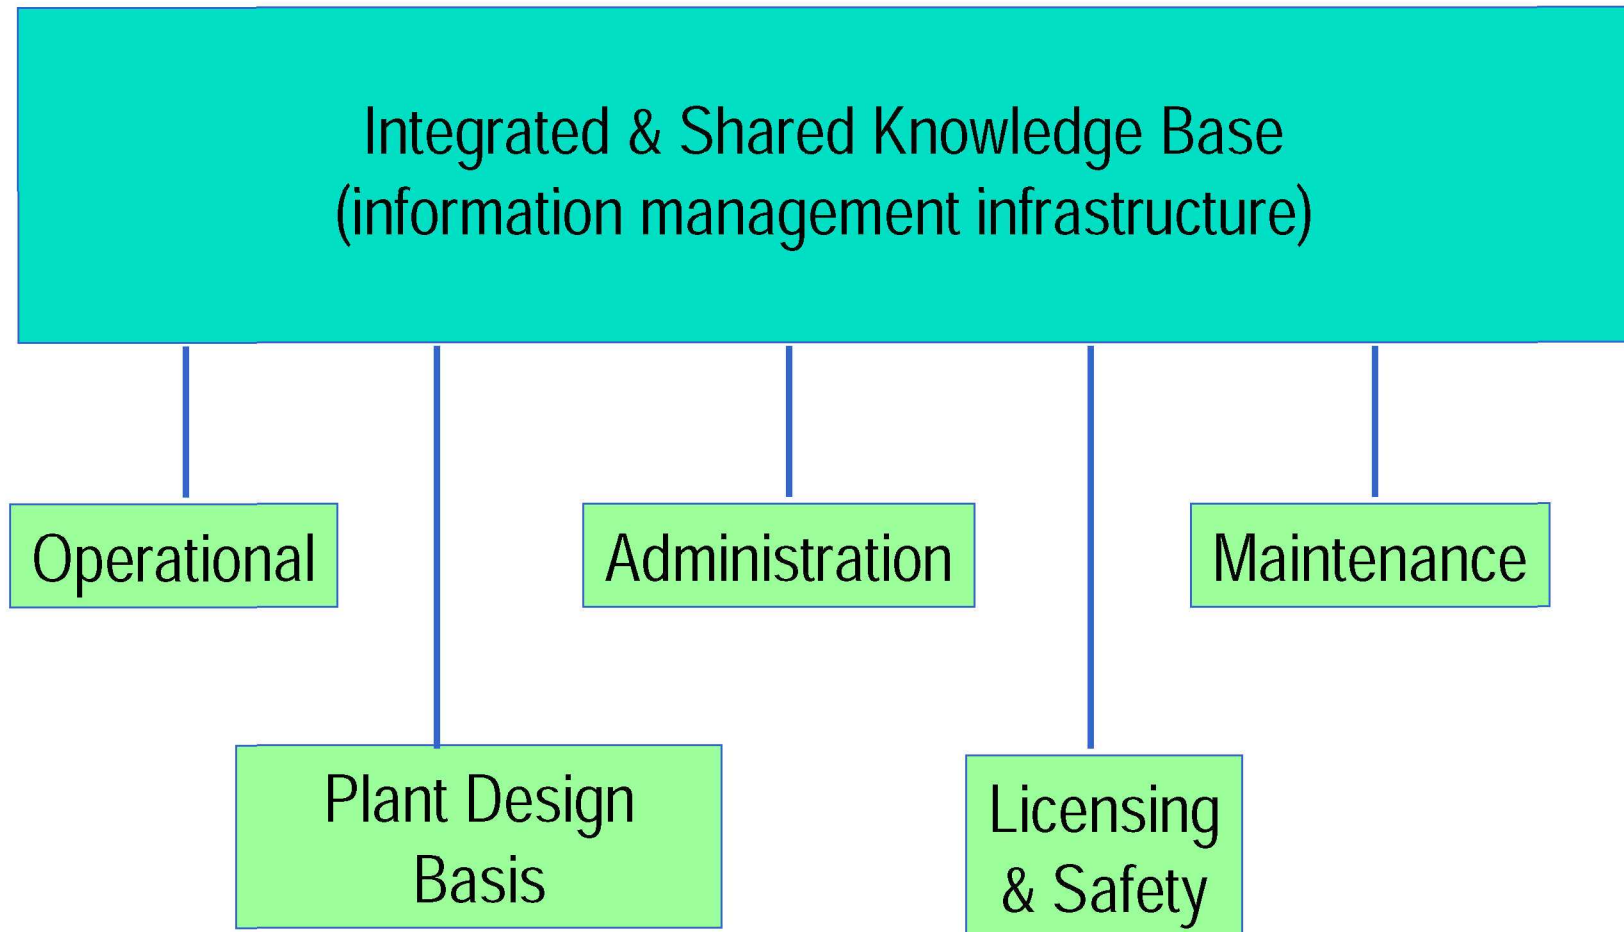 Integrated & Shared Knowledge Base
(information management infrastructure)
Operational
Administration
Maintenance
Plant Design
Basis
Licensing
& Safety